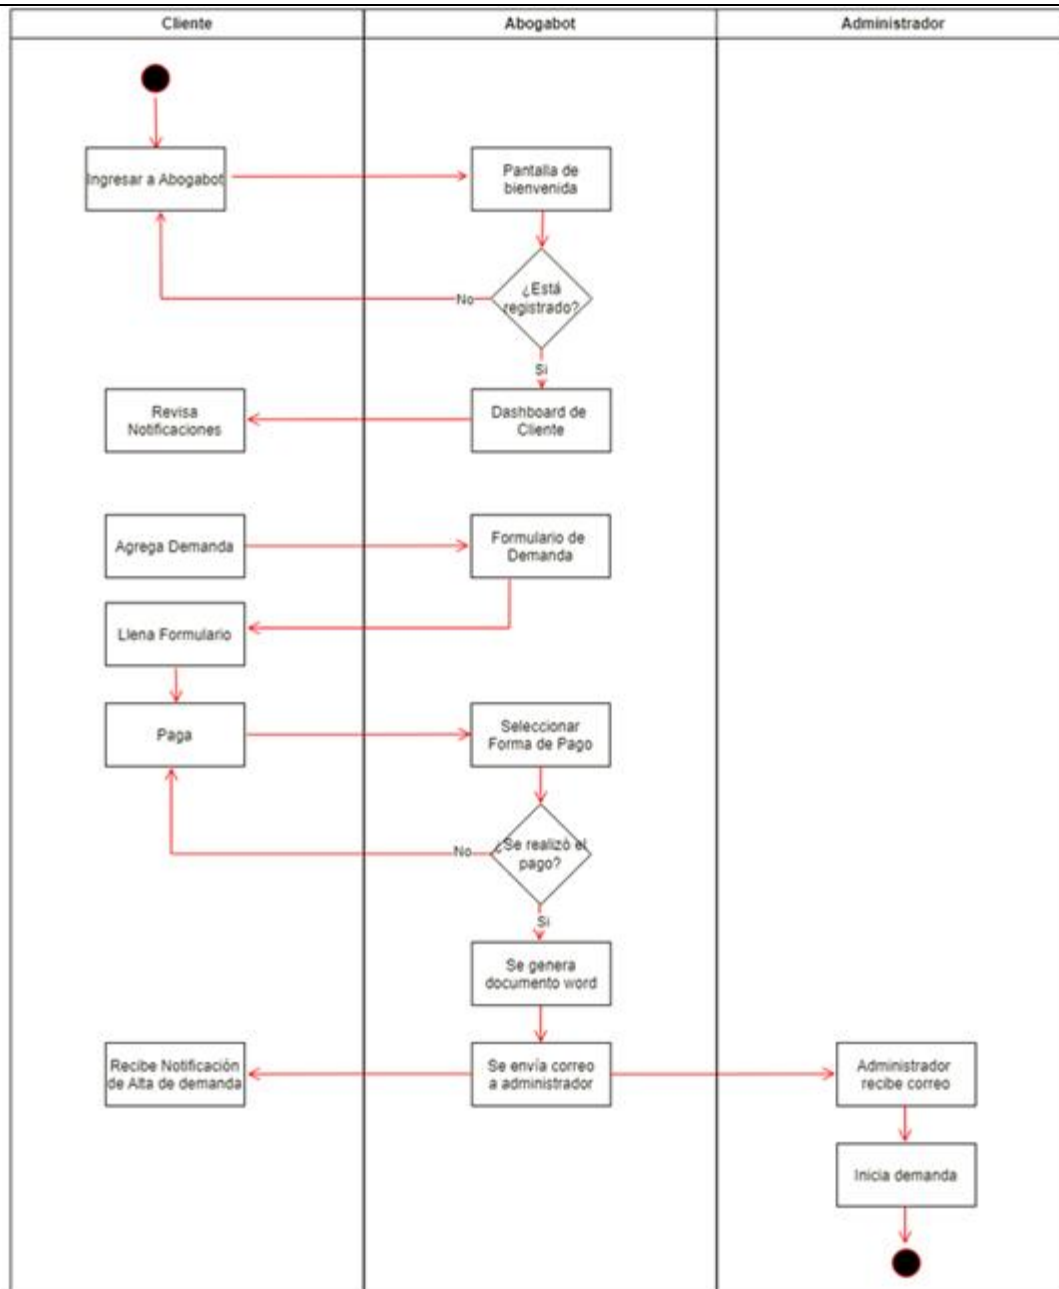 Cliente
Abogabot
Administrador
Ingresar a Abogabot
Pantalla de
bienvenida
¿Está
registrado?
No
Si
Revisa
Notificaciones
Dashboard de
Cliente
Agrega Demanda
Formulario de
Demanda
Llena Formulario
Paga
Seleccionar
Forma de Pago
¿Se realizó el
pago?
No
Si
Se genera
documento word
Recibe Notificación
de Alta de demanda
Se envía correo
a administrador
Administrador
recibe correo
Inicia demanda